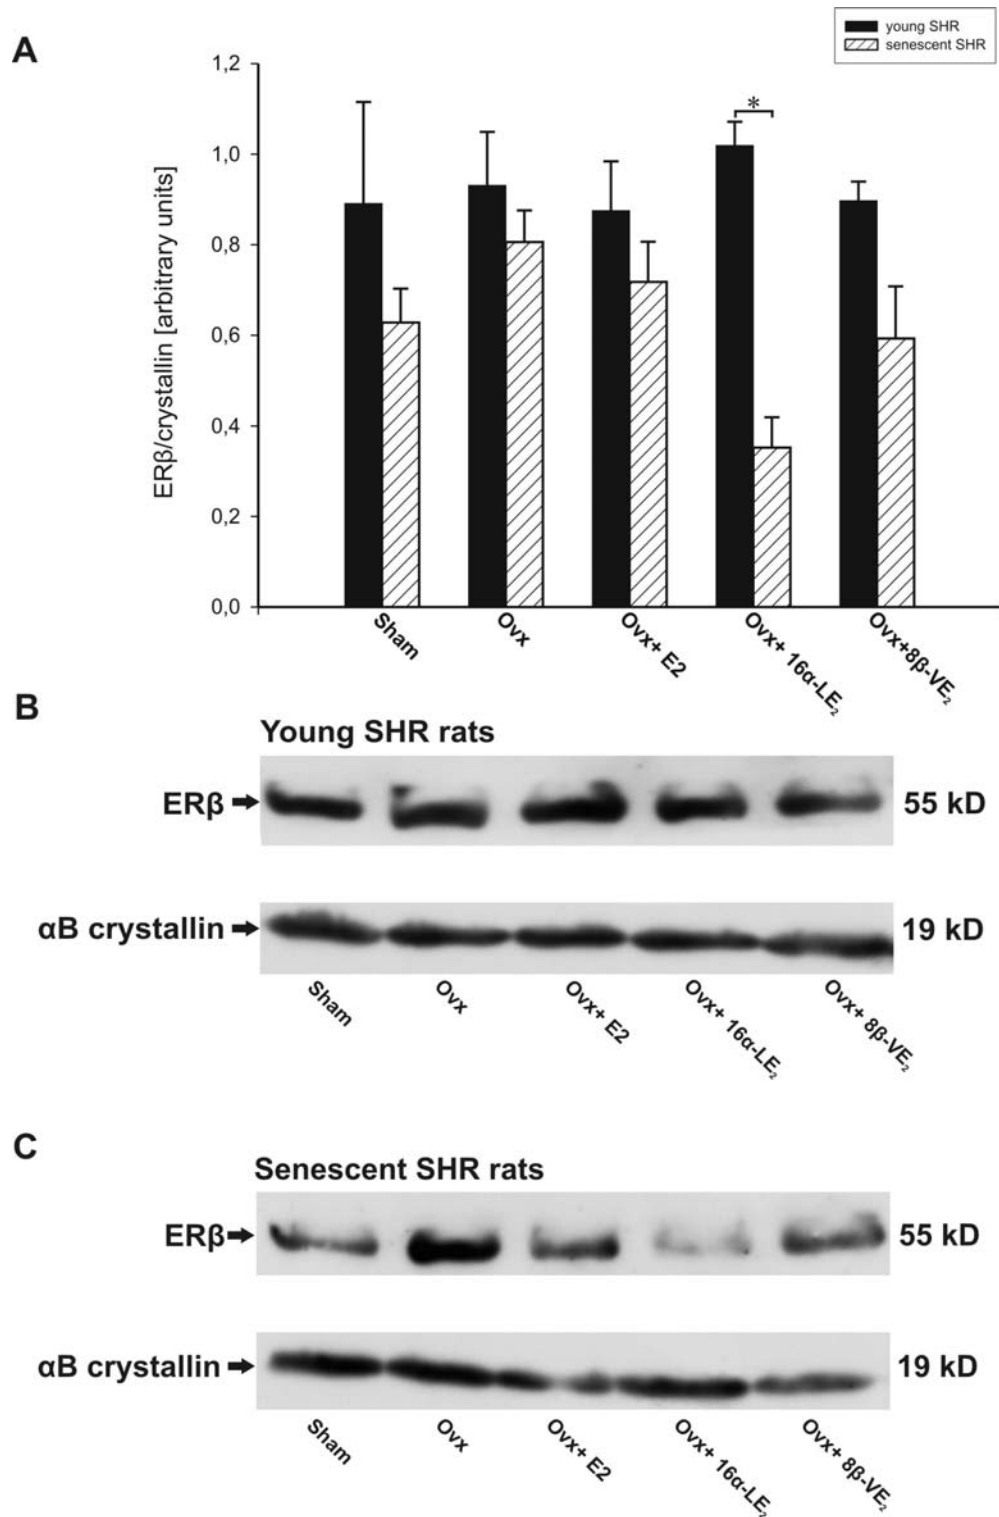 young SHR
senescent SHR
A
ERβ/crystallin [arbitrary units]
1,2
1,0
0,8
0,6
0,4
0,2
0,0
*
Sham
Ovx
Ovx+ E2
Ovx+ 16α-LE₂
Ovx+8β-VE₂
B
Young SHR rats
ERβ
55 kD
αB crystallin
19 kD
Sham
Ovx
Ovx+ E2
Ovx+ 16α-LE₂
Ovx+ 8β-VE₂
C
Senescent SHR rats
ERβ
55 kD
αB crystallin
19 kD
Sham
Ovx
Ovx+ E2
Ovx+ 16α-LE₂
Ovx+ 8β-VE₂